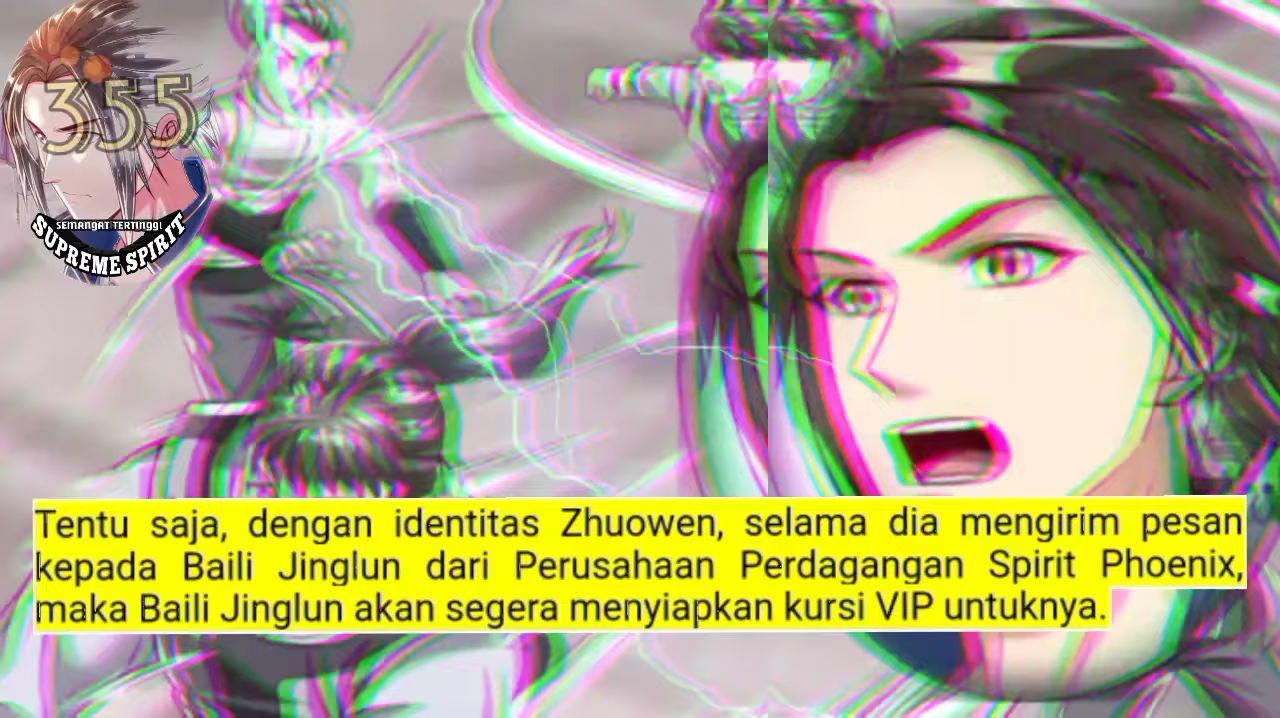 355
SEMANGAT TERTINGGI
SUPREME SPIRIT
Tentu saja, dengan identitas Zhuowen, selama dia mengirim pesan
kepada Baili Jinglun dari Perusahaan Perdagangan Spirit Phoenix,
maka Baili Jinglun akan segera menyiapkan kursi VIP untuknya.